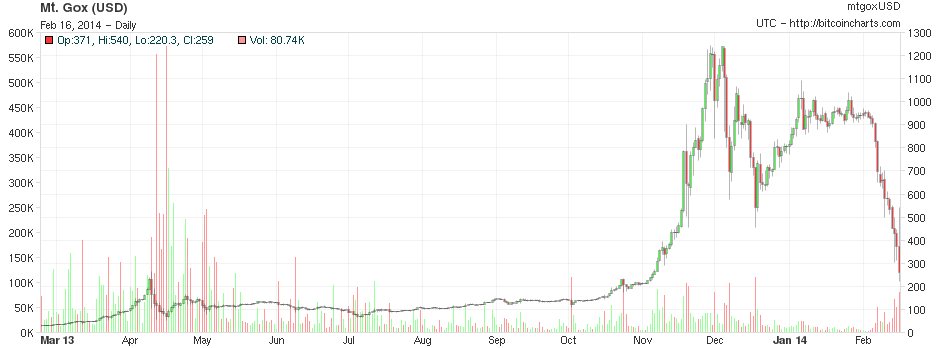 Mt. Gox (USD)
mtgoxUSD
Feb 16, 2014 - Daily
UTC - http://bitcoincharts.com
Op:371, Hi:540, Lo:220.3, Cl:259 Vol: 80.74K
600K
550K
500K
450K
400K
350K
300K
250K
200K
150K
100K
50K
0K
1300
1200
1100
1000
900
800
700
600
500
400
300
200
100
0
Mar 13 Apr May Jun Jul Aug Sep Oct Nov Dec Jan 14 Feb